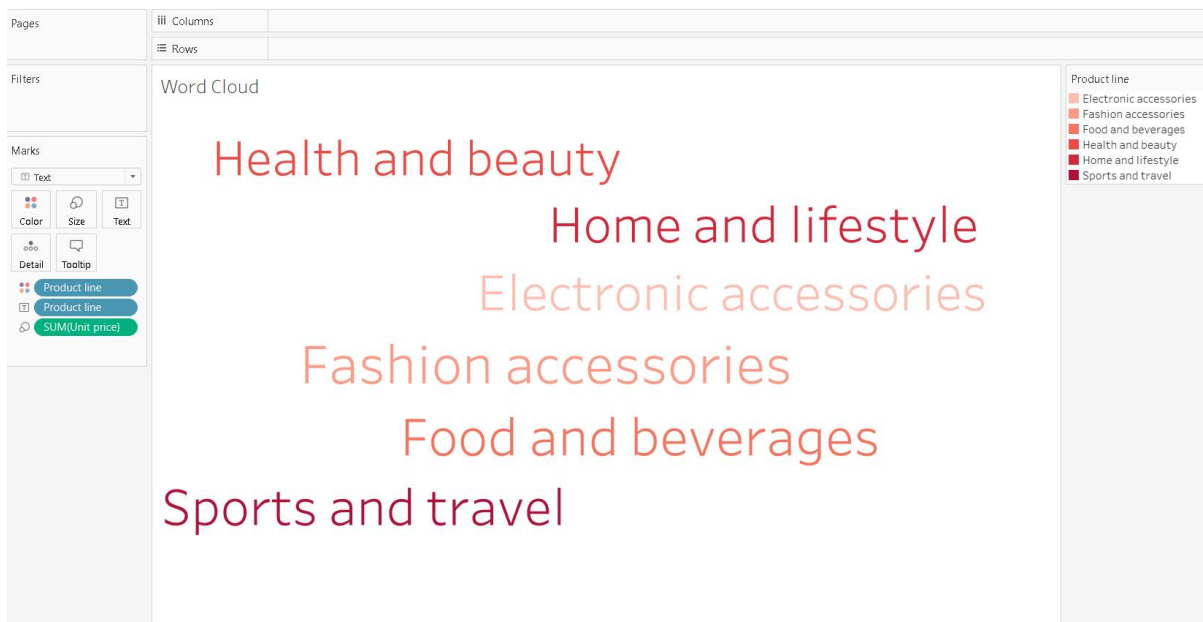 Pages
Columns
Rows
Filters
Marks
Text
Color Size Text
Detail Tooltip
Product line
Product line
SUM(Unit price)
Word Cloud
Health and beauty
Home and lifestyle
Electronic accessories
Fashion accessories
Food and beverages
Sports and travel
Product line
Electronic accessories
Fashion accessories
Food and beverages
Health and beauty
Home and lifestyle
Sports and travel